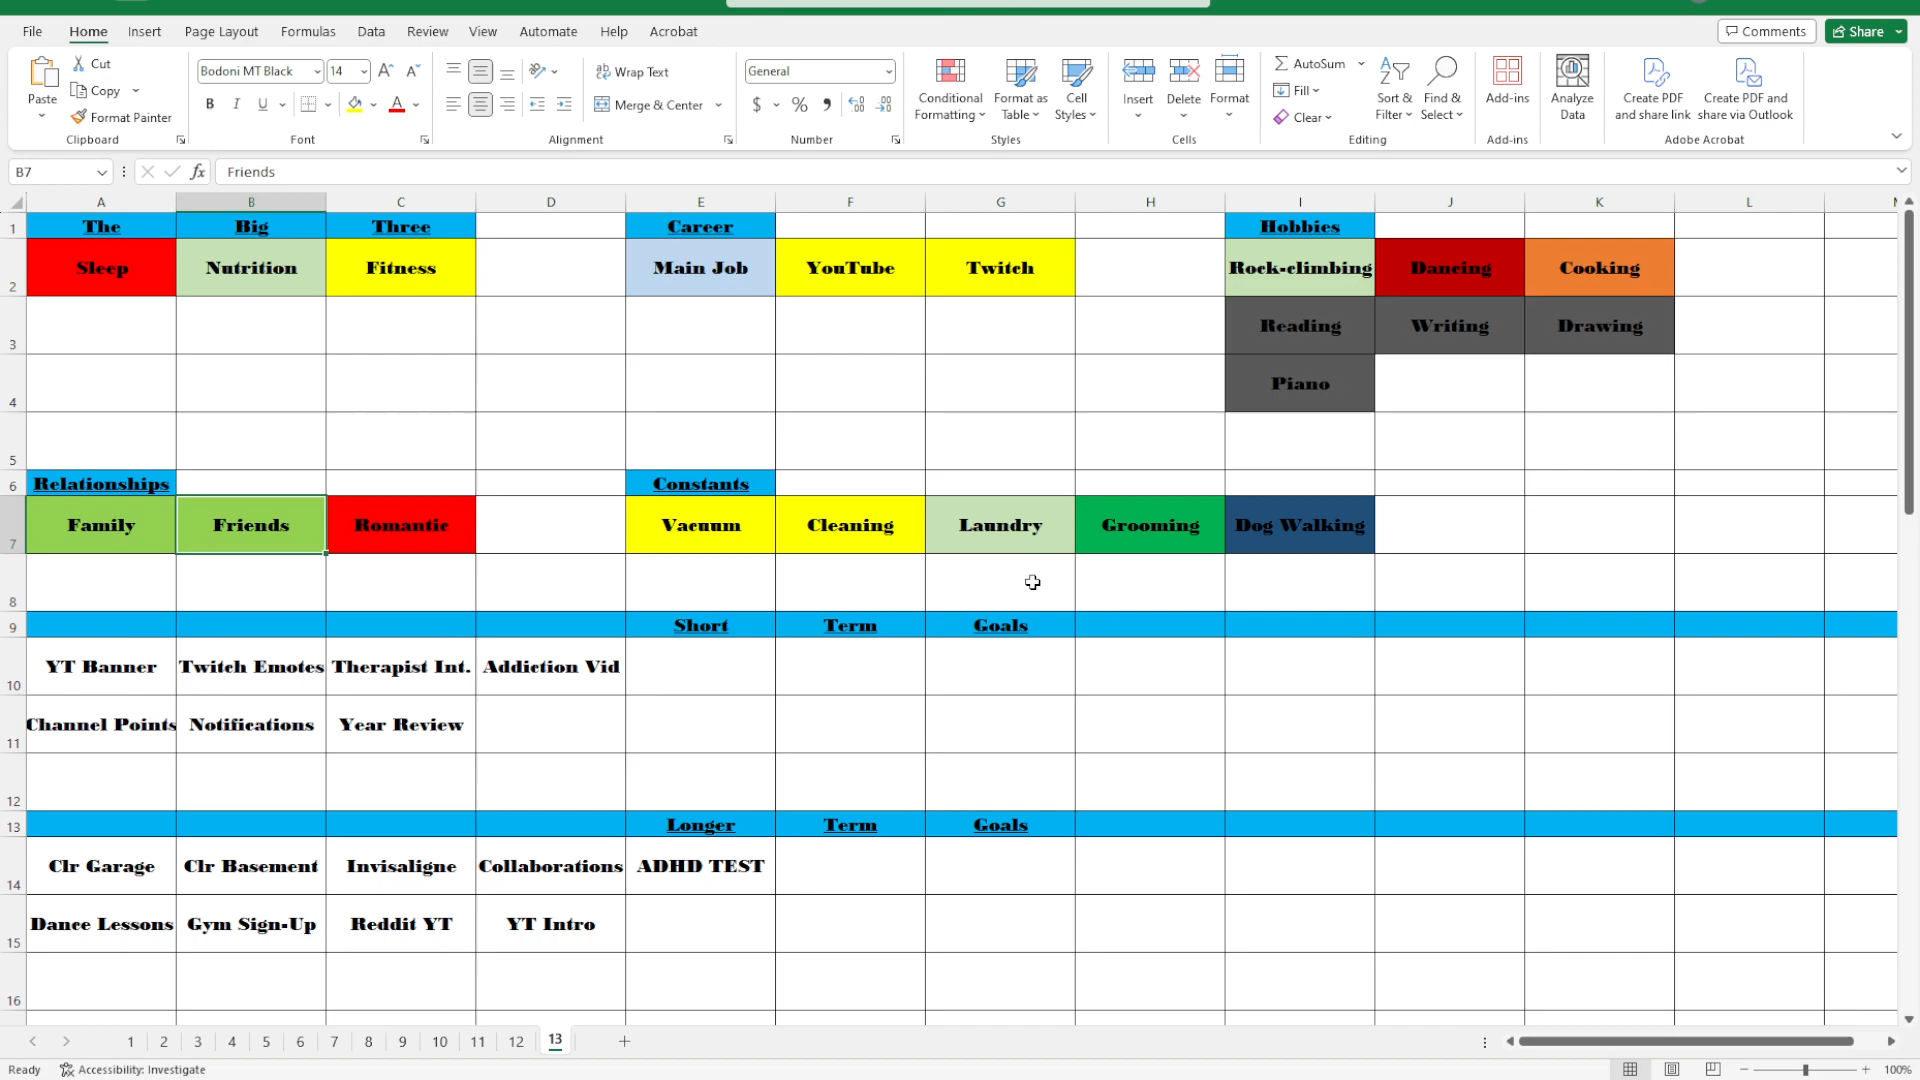 File Home Insert Page Layout Formulas Data Review View Automate Help Acrobat Comments Share
Paste Cut Copy Format Painter Clipboard
Bodoni MT Black 14 B I U A Font
Wrap Text Merge & Center Alignment
General $ % Number
Conditional Formatting Format as Table Cell Styles Styles
Insert Delete Format Cells
AutoSum Fill Clear Sort & Filter Find & Select Editing
Add-ins Add-ins
Analyze Data
Create PDF and share link Create PDF and share via Outlook Adobe Acrobat
B7 fx Friends
A B C D E F G H I J K L
1 The Big Three Career Hobbies
2 Sleep Nutrition Fitness Main Job YouTube Twitch Rock-climbing Dancing Cooking
3 Reading Writing Drawing
4 Piano
5
6 Relationships Constants
7 Family Friends Romantic Vacuum Cleaning Laundry Grooming Dog Walking
8
9 Short Term Goals
10 YT Banner Twitch Emotes Therapist Int. Addiction Vid
11 Channel Points Notifications Year Review
12
13 Longer Term Goals
14 Clr Garage Clr Basement Invisaligne Collaborations ADHD TEST
15 Dance Lessons Gym Sign-Up Reddit YT YT Intro
16
1 2 3 4 5 6 7 8 9 10 11 12 13
Ready Accessibility: Investigate 100%